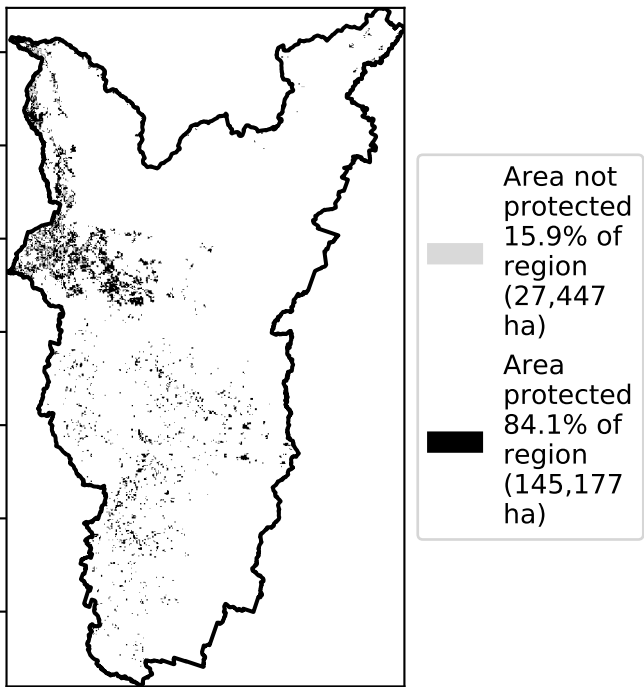 Area not
protected
15.9% of
region
(27,447
ha)
Area
protected
84.1% of
region
(145,177
ha)